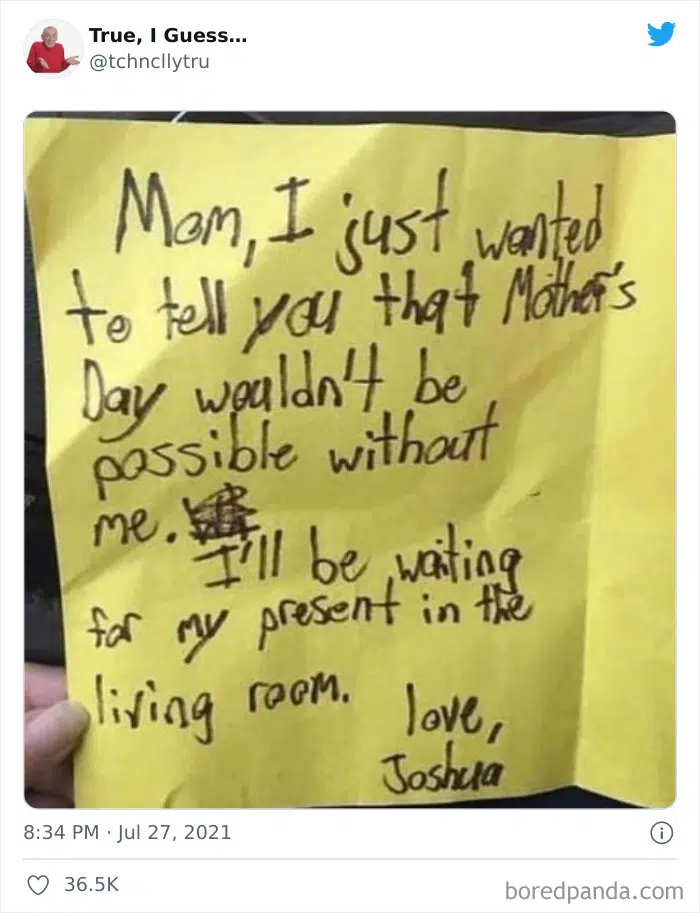 True, I Guess...
@tchncllytru
Mom, I just wanted
to tell you that Mother's
Day wouldn't be
possible without
me.
I'll be waiting
for my present in the
living room.
love,
Joshua
8:34 PM · Jul 27, 2021
36.5K
boredpanda.com